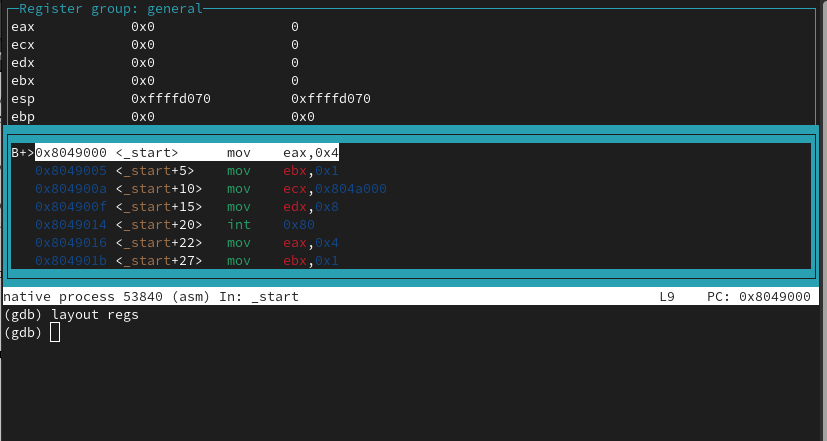 Register group: general
eax 0x0 0
ecx 0x0 0
edx 0x0 0
ebx 0x0 0
esp 0xffffd070 0xffffd070
ebp 0x0 0x0
B+>0x8049000 <_start> mov eax,0x4
0x8049005 <_start+5> mov ebx,0x1
0x804900a <_start+10> mov ecx,0x804a000
0x804900f <_start+15> mov edx,0x8
0x8049014 <_start+20> int 0x80
0x8049016 <_start+22> mov eax,0x4
0x804901b <_start+27> mov ebx,0x1
native process 53840 (asm) In: _start L9 PC: 0x8049000
(gdb) layout regs
(gdb)